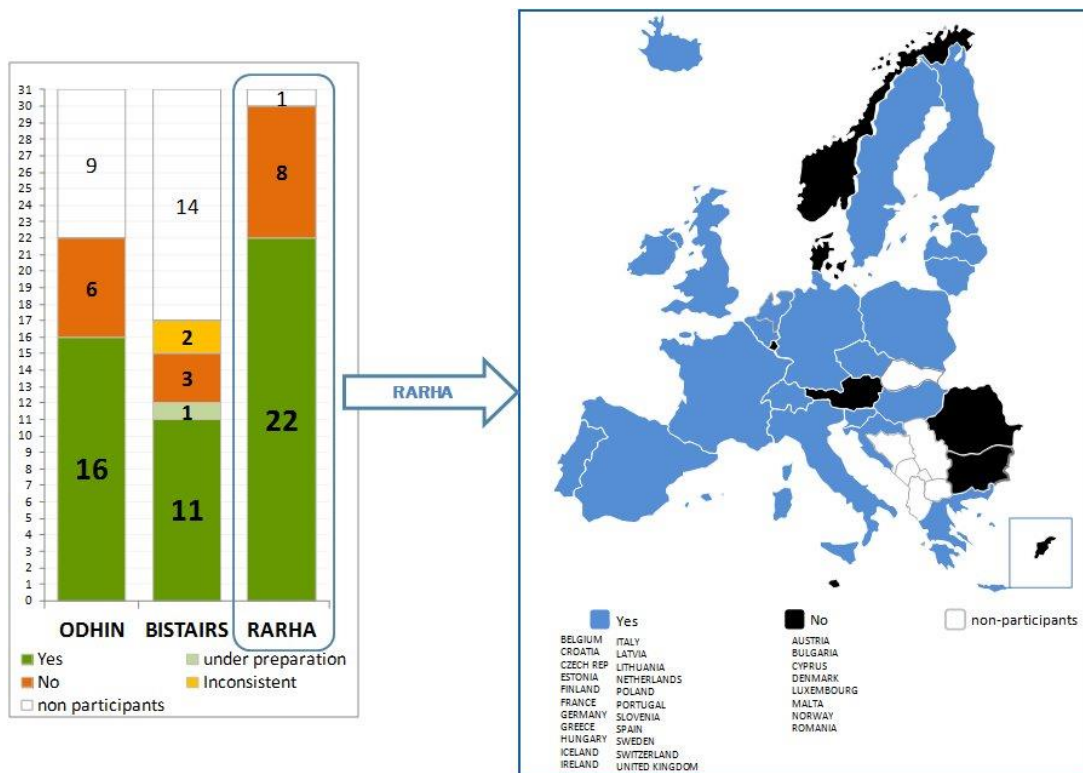 31
30
29
28
27
26
25
24
23
22
21
20
19
18
17
16
15
14
13
12
11
10
9
8
7
6
5
4
3
2
1
0
9
6
16
14
2
3
1
11
1
8
22
ODHIN BISTAIRS RARHA
Yes under preparation
No Inconsistent
non participants
RARHA
Yes
BELGIUM ITALY
CROATIA LATVIA
CZECH REP LITHUANIA
ESTONIA NETHERLANDS
FINLAND POLAND
FRANCE PORTUGAL
GERMANY SLOVENIA
GREECE SPAIN
HUNGARY SWEDEN
ICELAND SWITZERLAND
IRELAND UNITED KINGDOM
No
AUSTRIA
BULGARIA
CYPRUS
DENMARK
LUXEMBOURG
MALTA
NORWAY
ROMANIA
non-participants